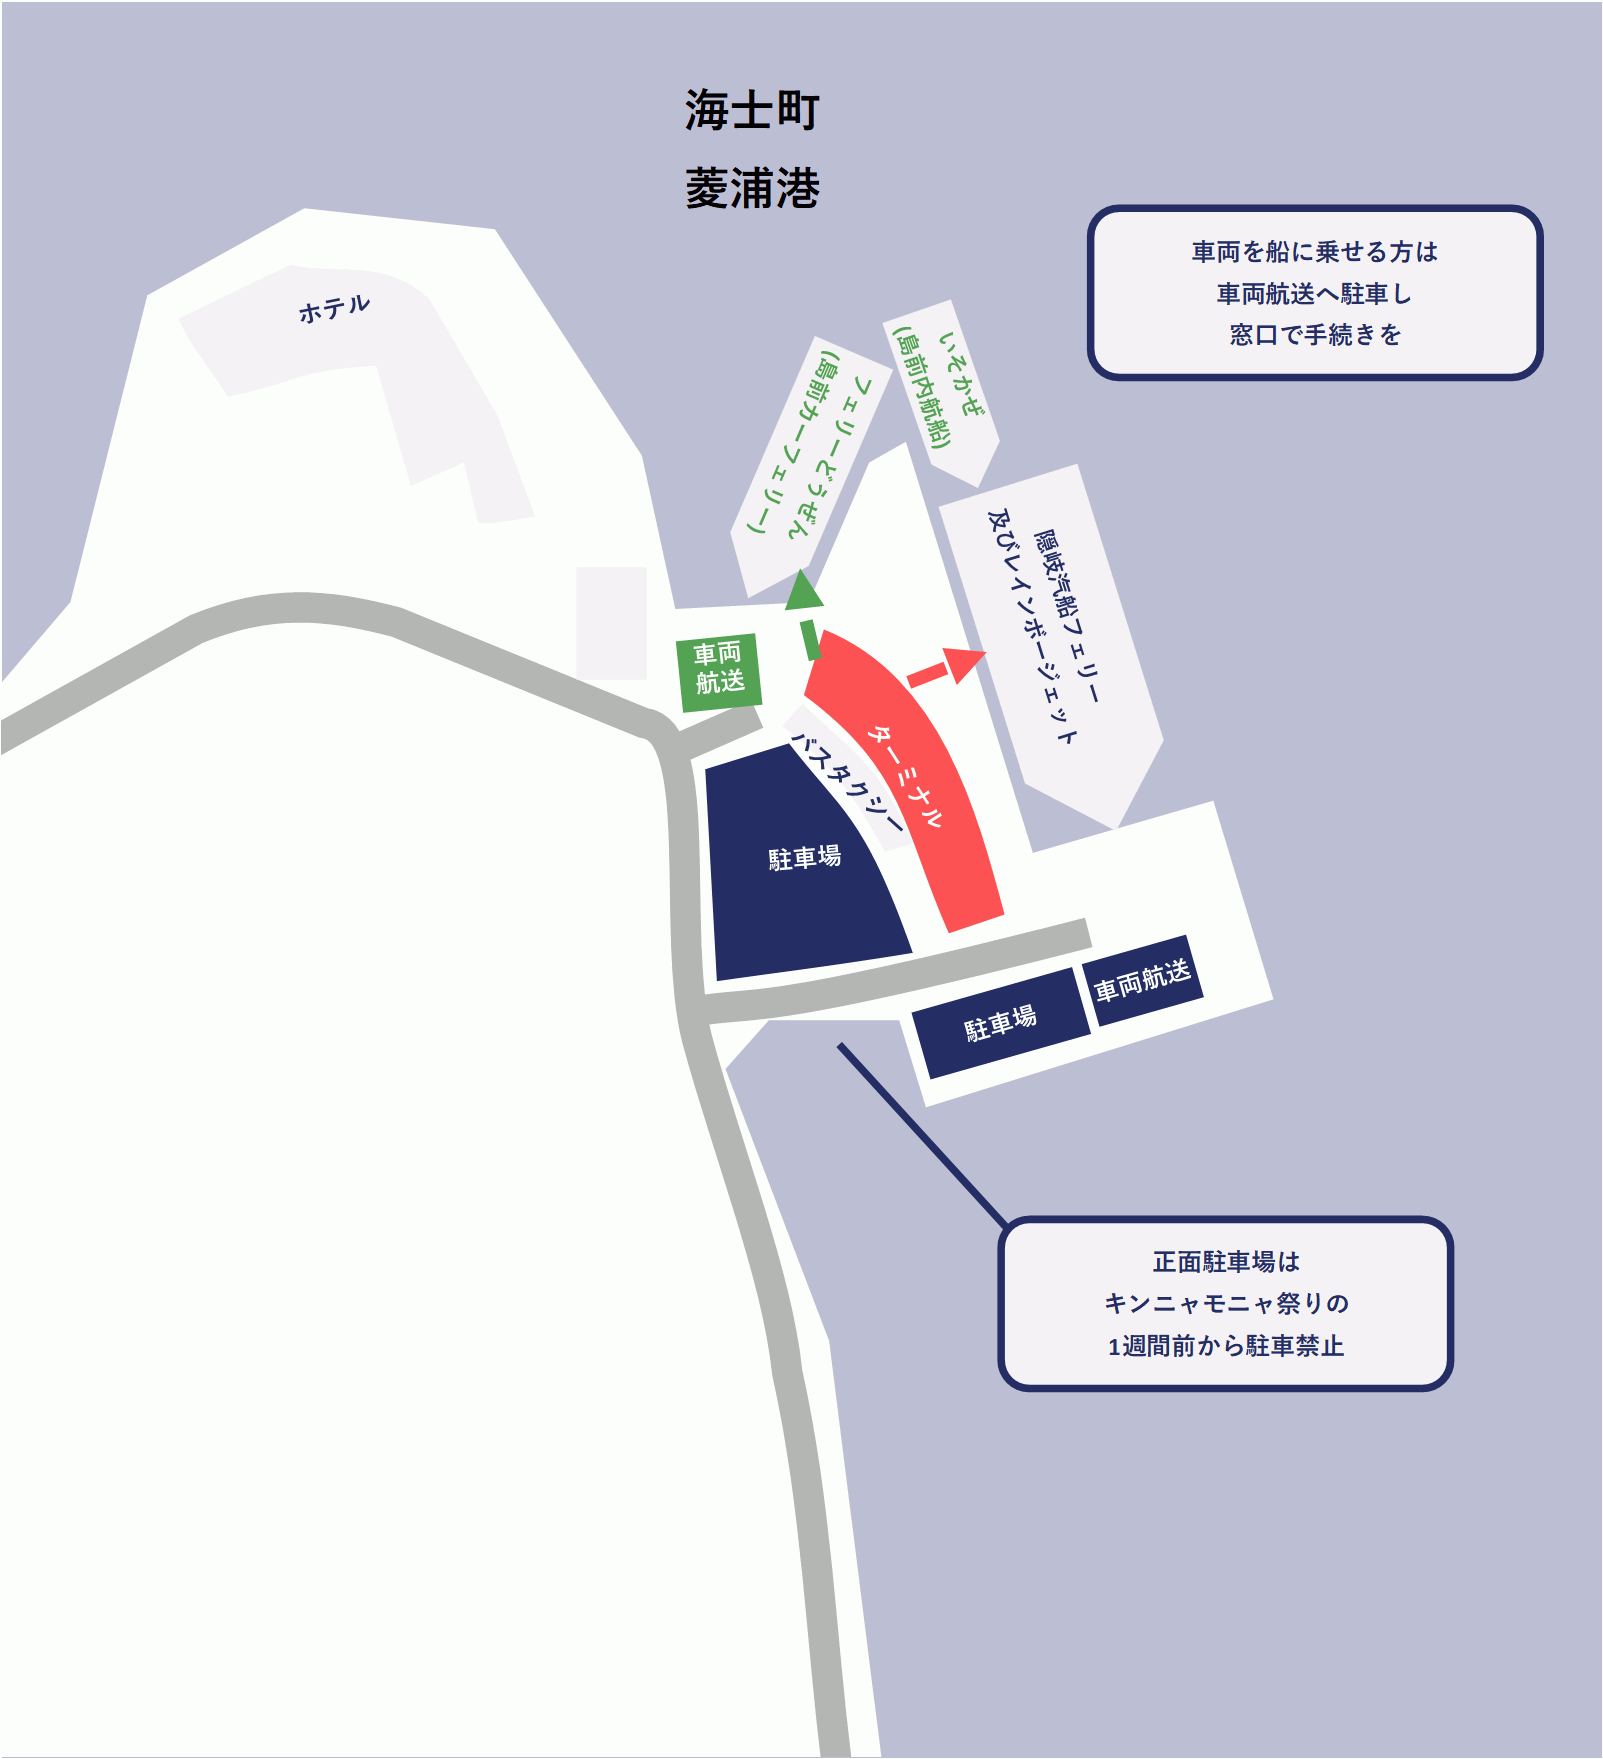 海士町
菱浦港
車両を船に乗せる方は
車両航送へ駐車し
窓口で手続きを
ホテル
いそかぜ
(島前内航船)
フェリーどうぜん
(島前カーフェリー)
隠岐汽船フェリー
及びレインボージェット
車両
航送
ターミナル
バスタクシー
駐車場
車両航送
駐車場
正面駐車場は
キンニャモニャ祭りの
1週間前から駐車禁止